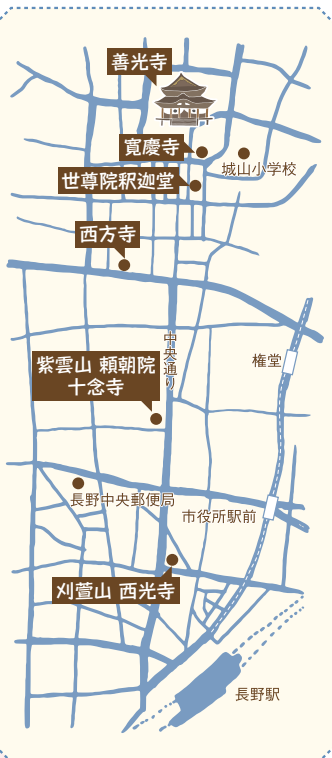 善光寺
寛慶寺
城山小学校
世尊院釈迦堂
西方寺
中央通り
権堂
紫雲山 頼朝院
十念寺
長野中央郵便局
市役所駅前
刈萱山 西光寺
長野駅